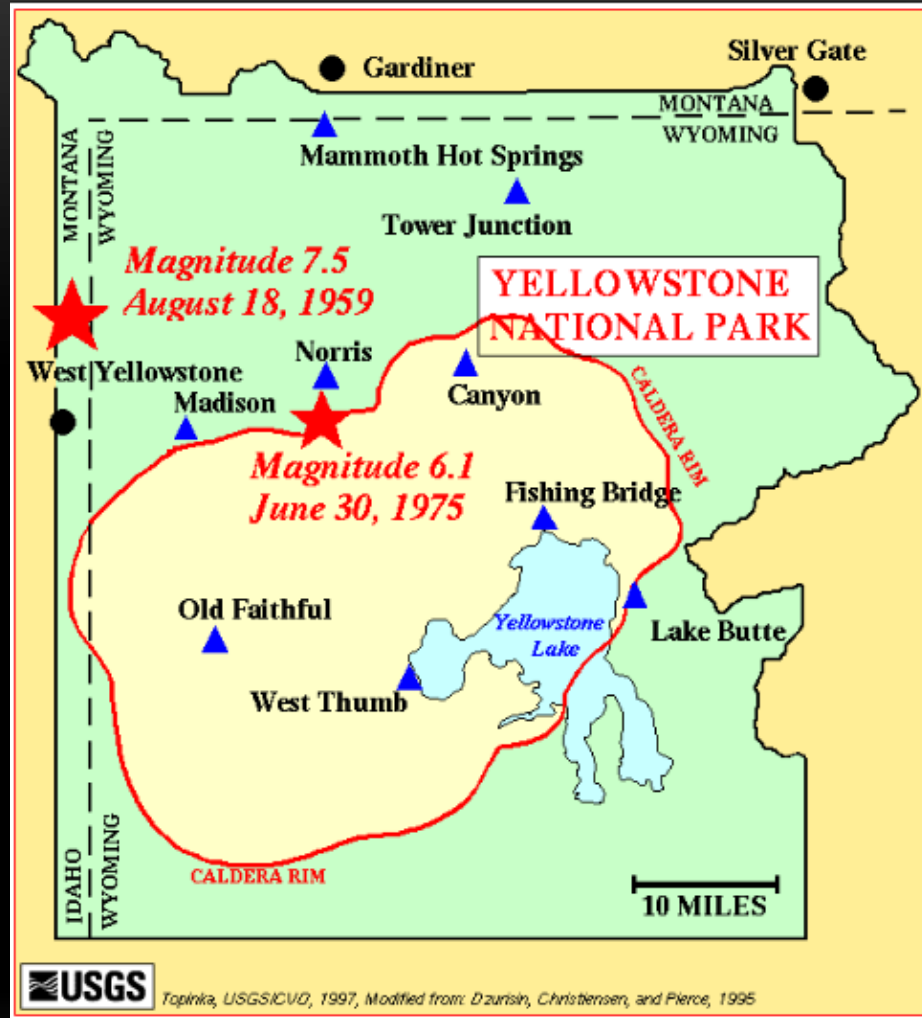 Silver Gate
Gardiner
MONTANA
WYOMING
Mammoth Hot Springs
MONTANA
WYOMING
Tower Junction
Magnitude 7.5
August 18, 1959
YELLOWSTONE
NATIONAL PARK
Norris
West Yellowstone
Madison
Canyon
CALDERA RIM
Magnitude 6.1
June 30, 1975
Fishing Bridge
Old Faithful
Yellowstone
Lake
Lake Butte
West Thumb
IDAHO
WYOMING
CALDERA RIM
10 MILES
USGS
Topinka, USGS/CVO, 1997, Modified from: Dzurisin, Christiensen, and Pierce, 1995